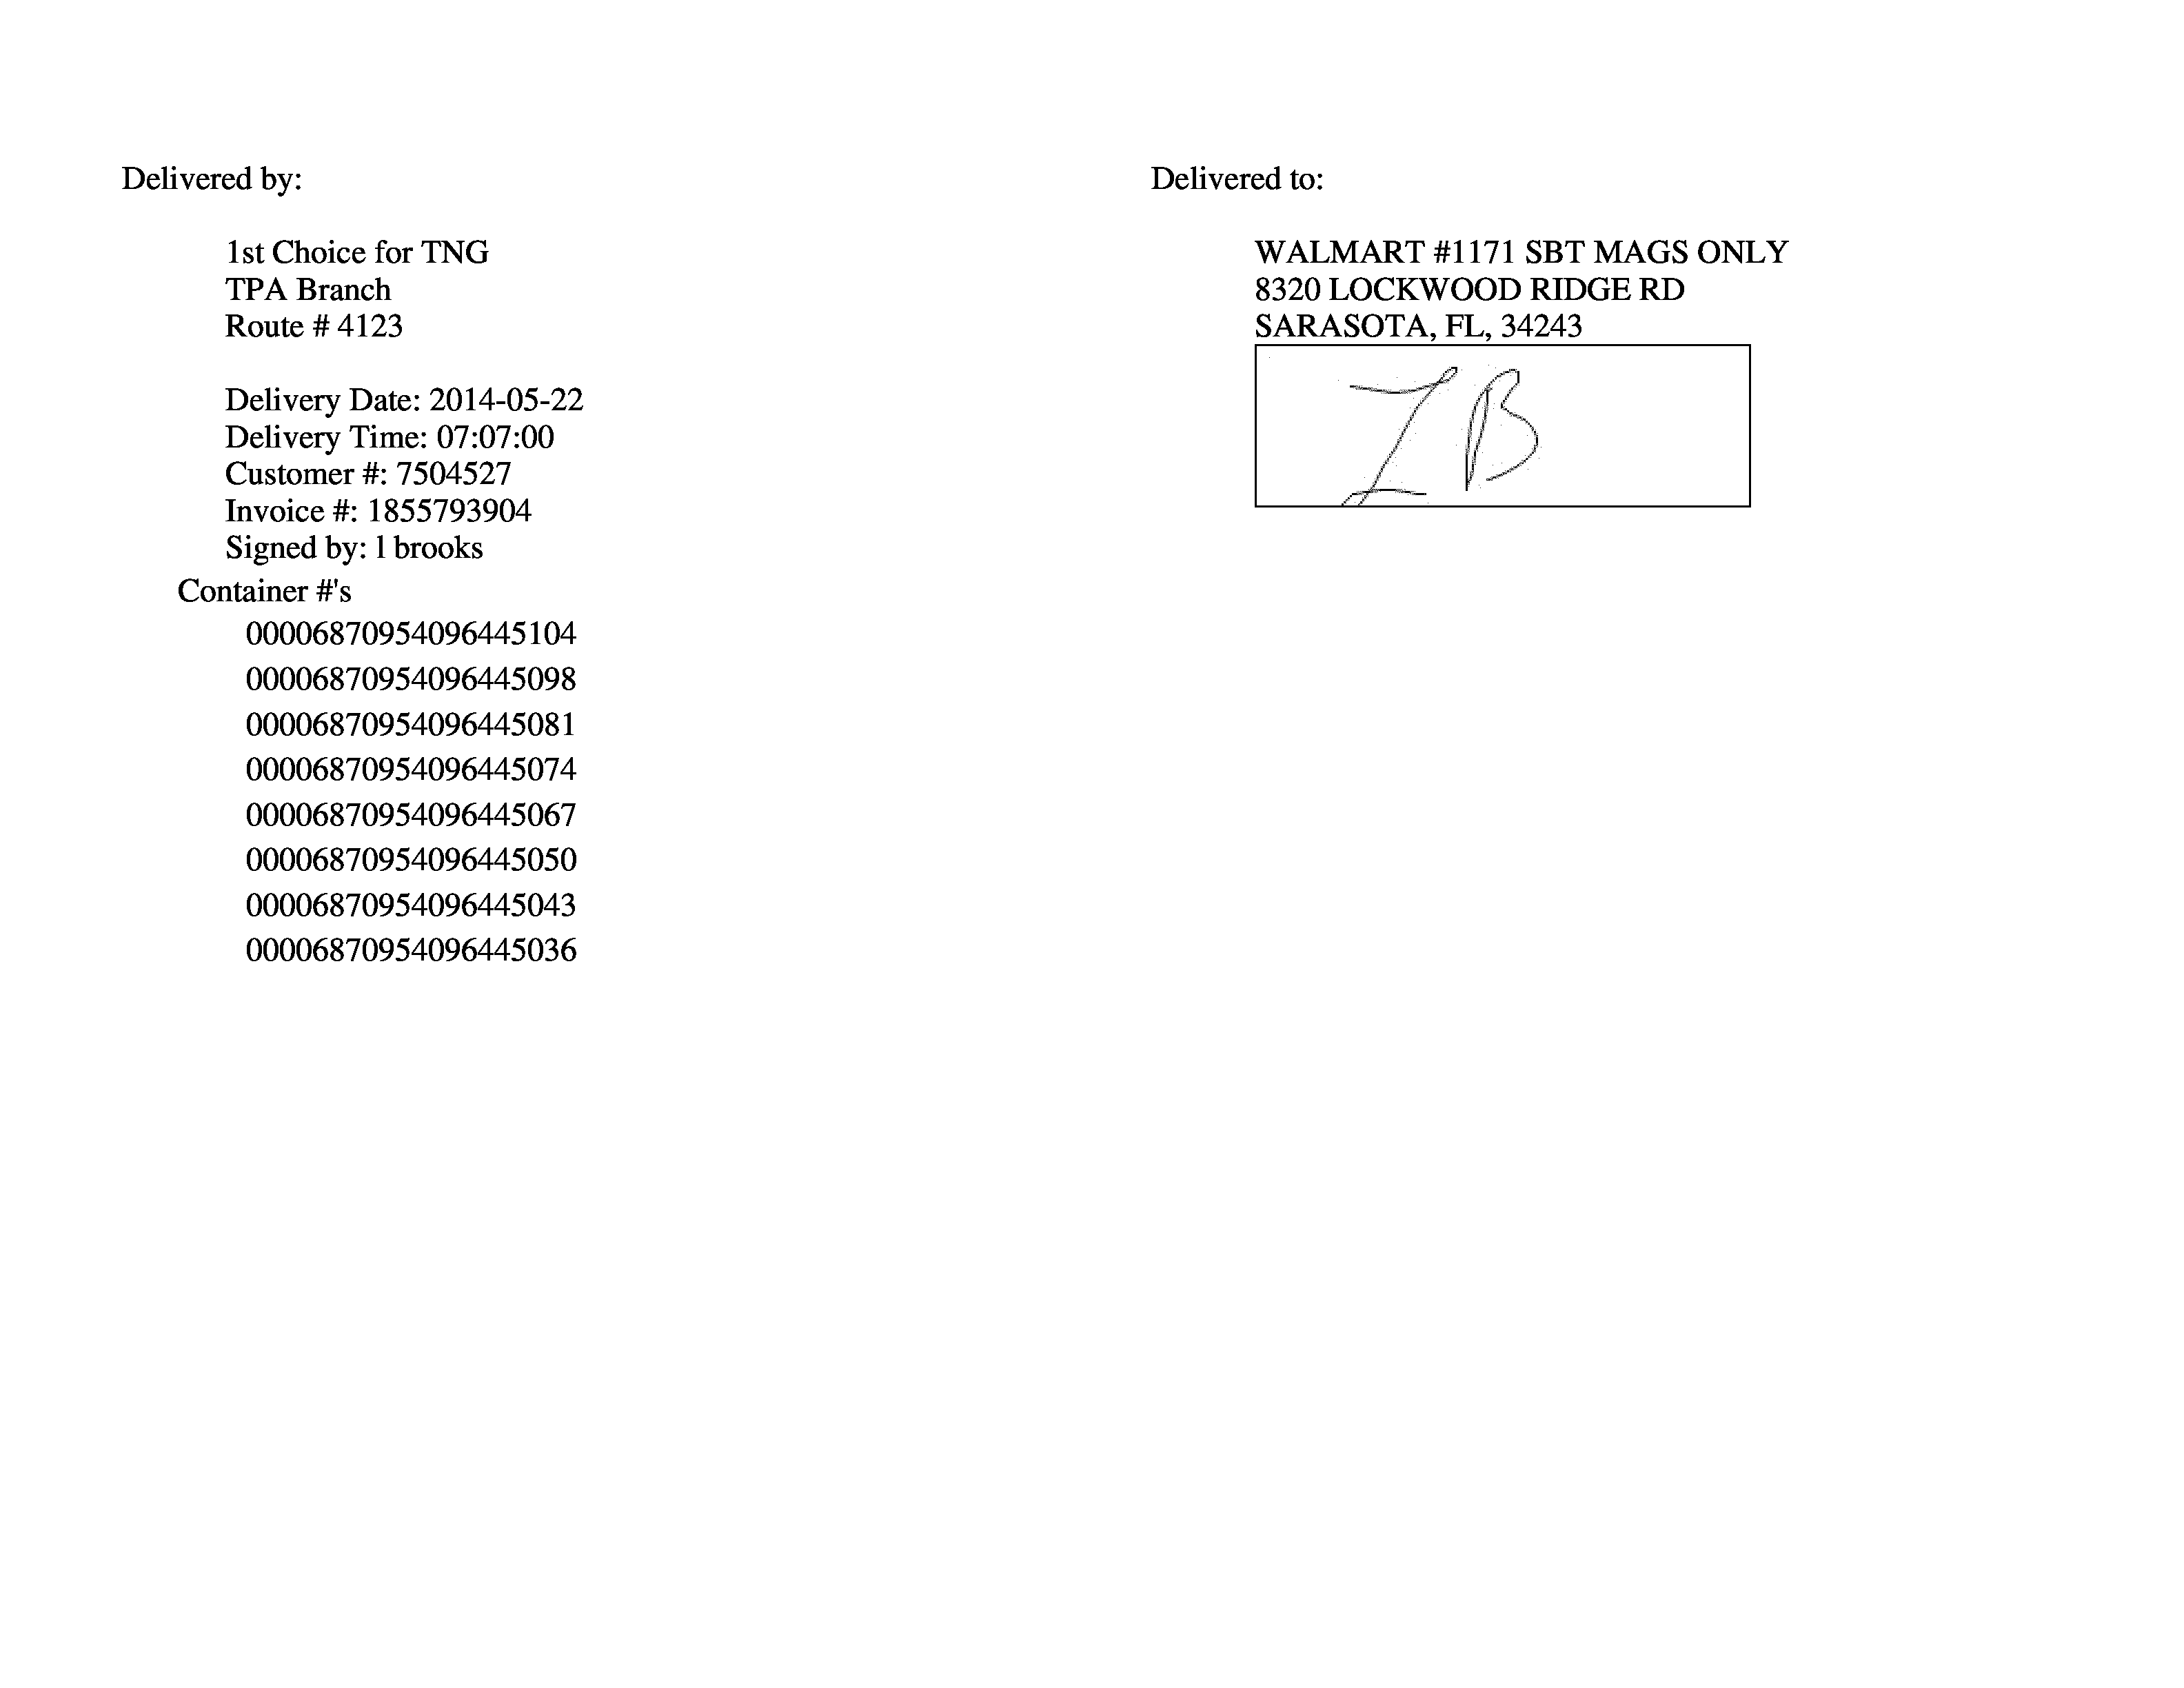 Delivered by:
1st Choice for TNG
TPA Branch
Route # 4123
Delivery Date: 2014-05-22
Delivery Time: 07:07:00
Customer #: 7504527
Invoice #: 1855793904
Signed by: l brooks
Container #'s
00006870954096445104
00006870954096445098
00006870954096445081
00006870954096445074
00006870954096445067
00006870954096445050
00006870954096445043
00006870954096445036
Delivered to:
WALMART #1171 SBT MAGS ONLY
8320 LOCKWOOD RIDGE RD
SARASOTA, FL, 34243